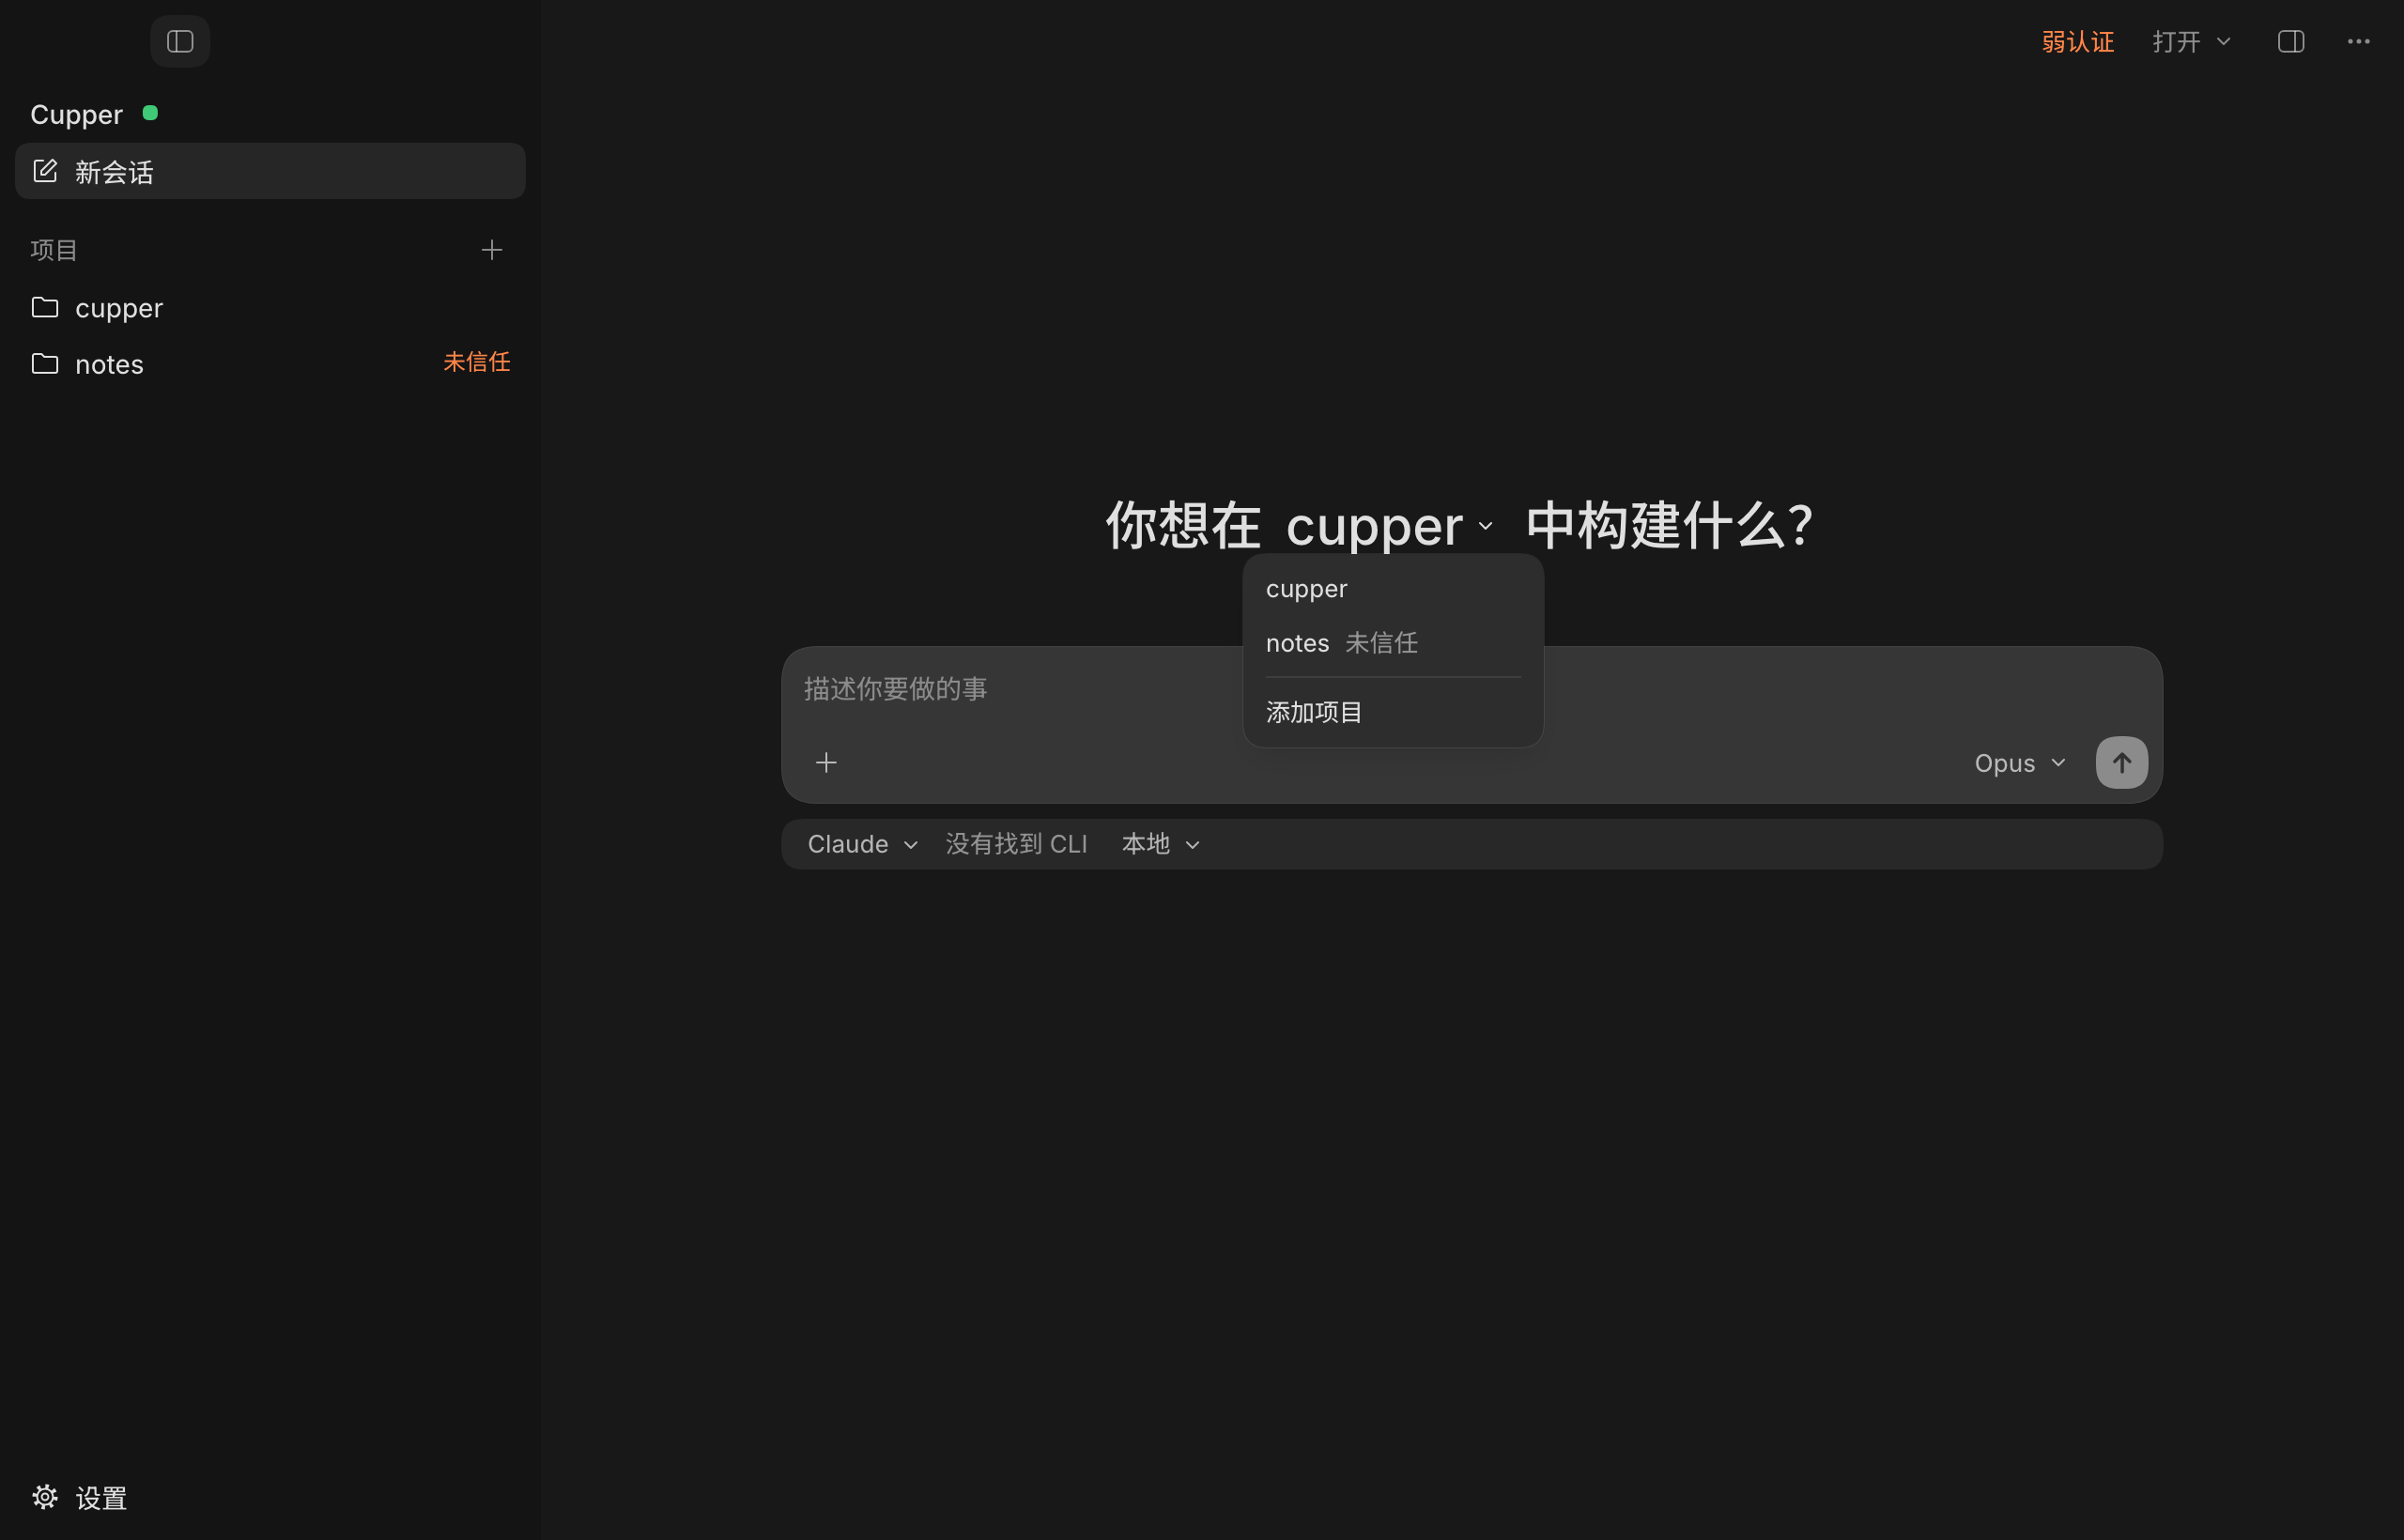 弱认证 打开
Cupper
新会话
项目
cupper
notes 未信任
你想在 cupper 中构建什么？
cupper
notes 未信任
添加项目
描述你要做的事
Opus
Claude 没有找到 CLI 本地
设置